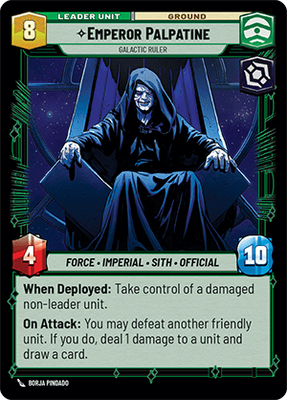 LEADER UNIT
GROUND
8
✧EMPEROR PALPATINE
GALACTIC RULER
4
10
FORCE • IMPERIAL • SITH • OFFICIAL
When Deployed: Take control of a damaged
non-leader unit.
On Attack: You may defeat another friendly
unit. If you do, deal 1 damage to a unit and
draw a card.
BORJA PINDADO